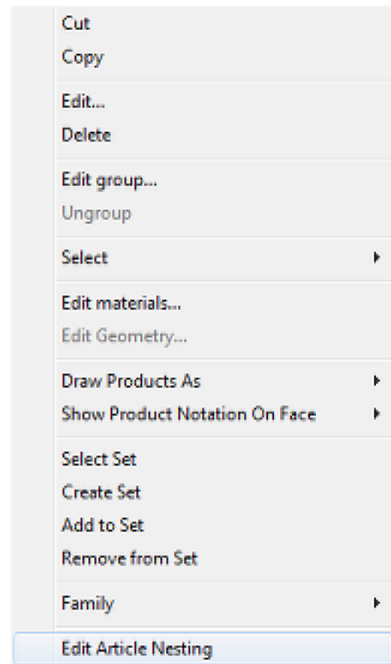 Cut
Copy
Edit...
Delete
Edit group...
Ungroup
Select
Edit materials...
Edit Geometry...
Draw Products As
Show Product Notation On Face
Select Set
Create Set
Add to Set
Remove from Set
Family
Edit Article Nesting